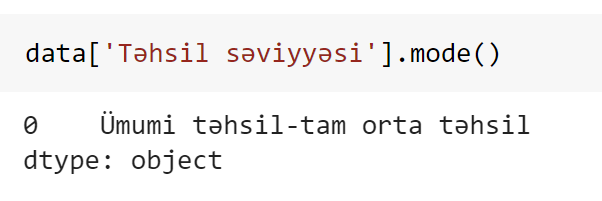 data['Təhsil səviyyəsi'].mode()
0    Ümumi təhsil-tam orta təhsil
dtype: object